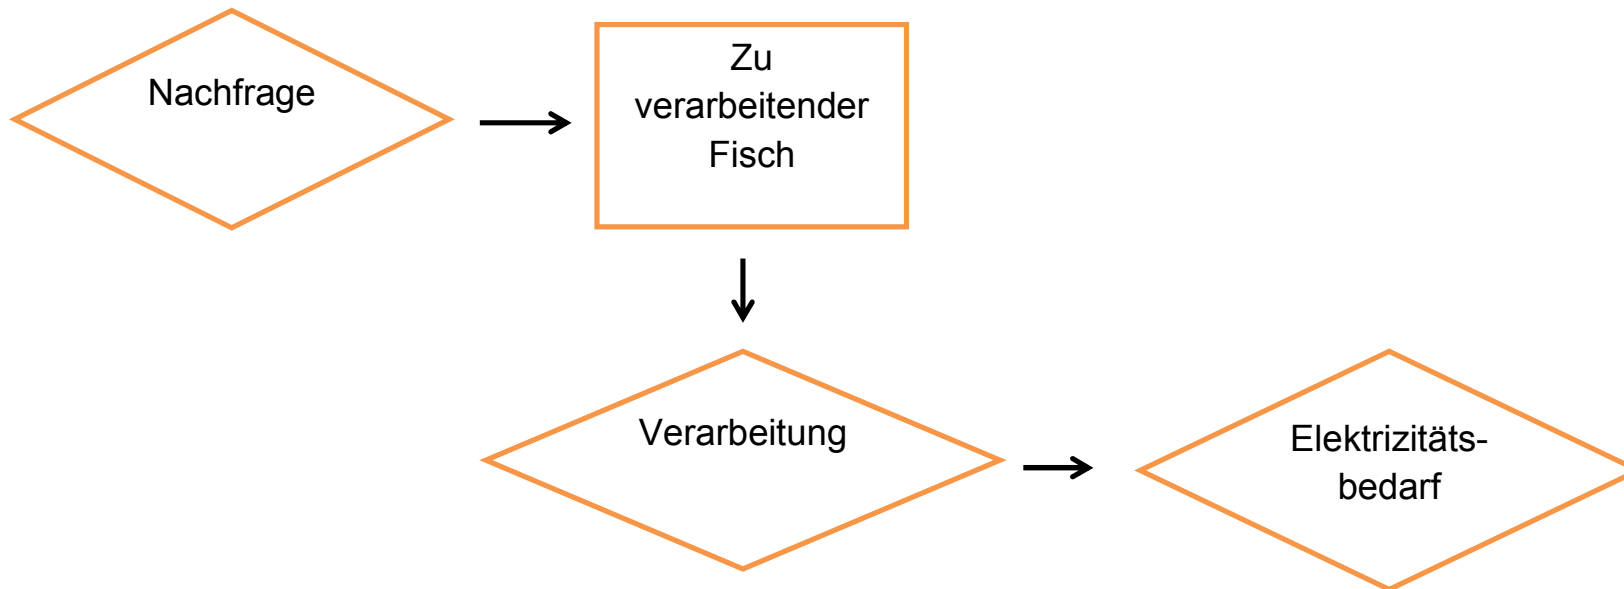 Nachfrage
Zu
verarbeitender
Fisch
Verarbeitung
Elektrizitäts-
bedarf